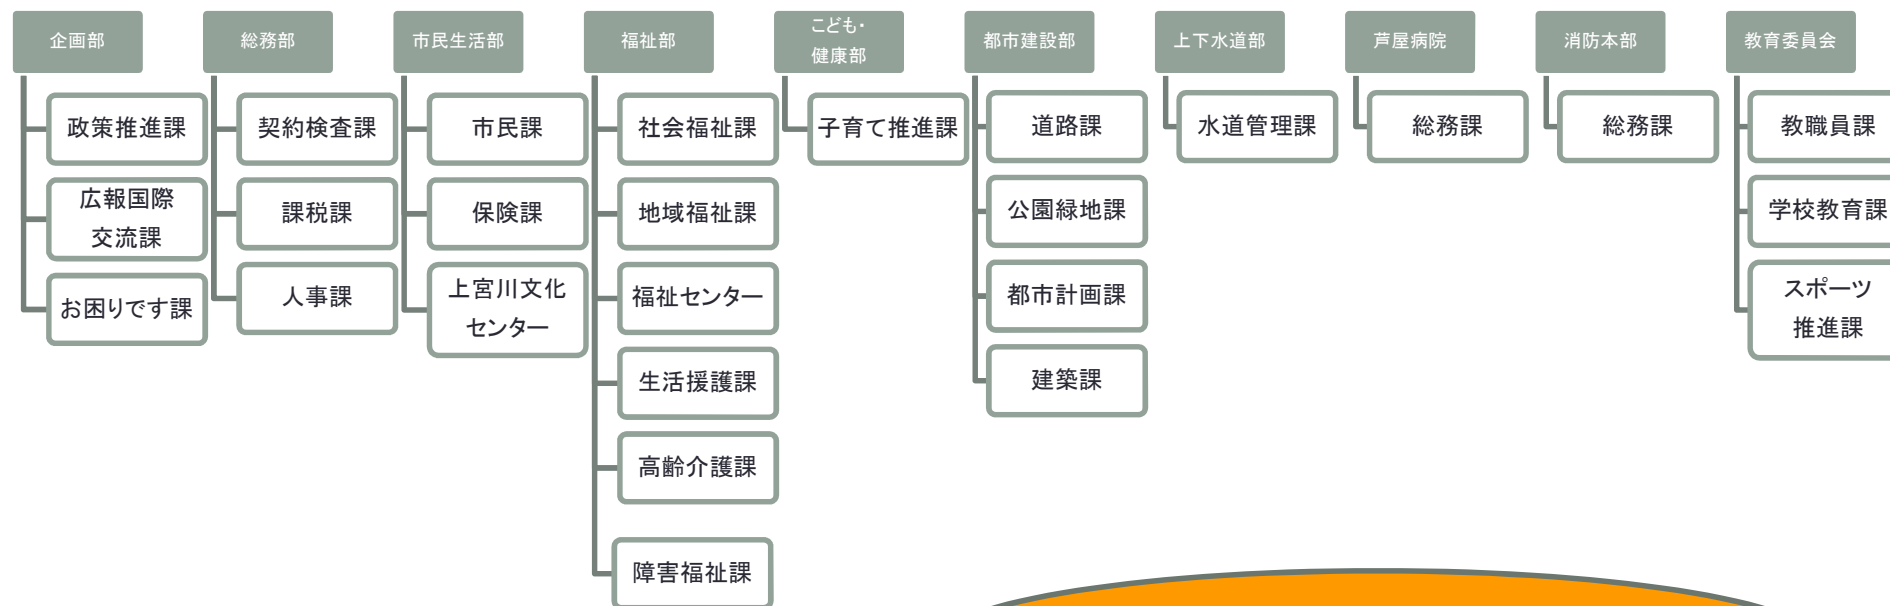 企画部
政策推進課
広報国際
交流課
お困りです課
総務部
契約検査課
課税課
人事課
市民生活部
市民課
保険課
上宮川文化
センター
福祉部
社会福祉課
地域福祉課
福祉センター
生活援護課
高齢介護課
障害福祉課
こども・
健康部
子育て推進課
都市建設部
道路課
公園緑地課
都市計画課
建築課
上下水道部
水道管理課
芦屋病院
総務課
消防本部
総務課
教育委員会
教職員課
学校教育課
スポーツ
推進課